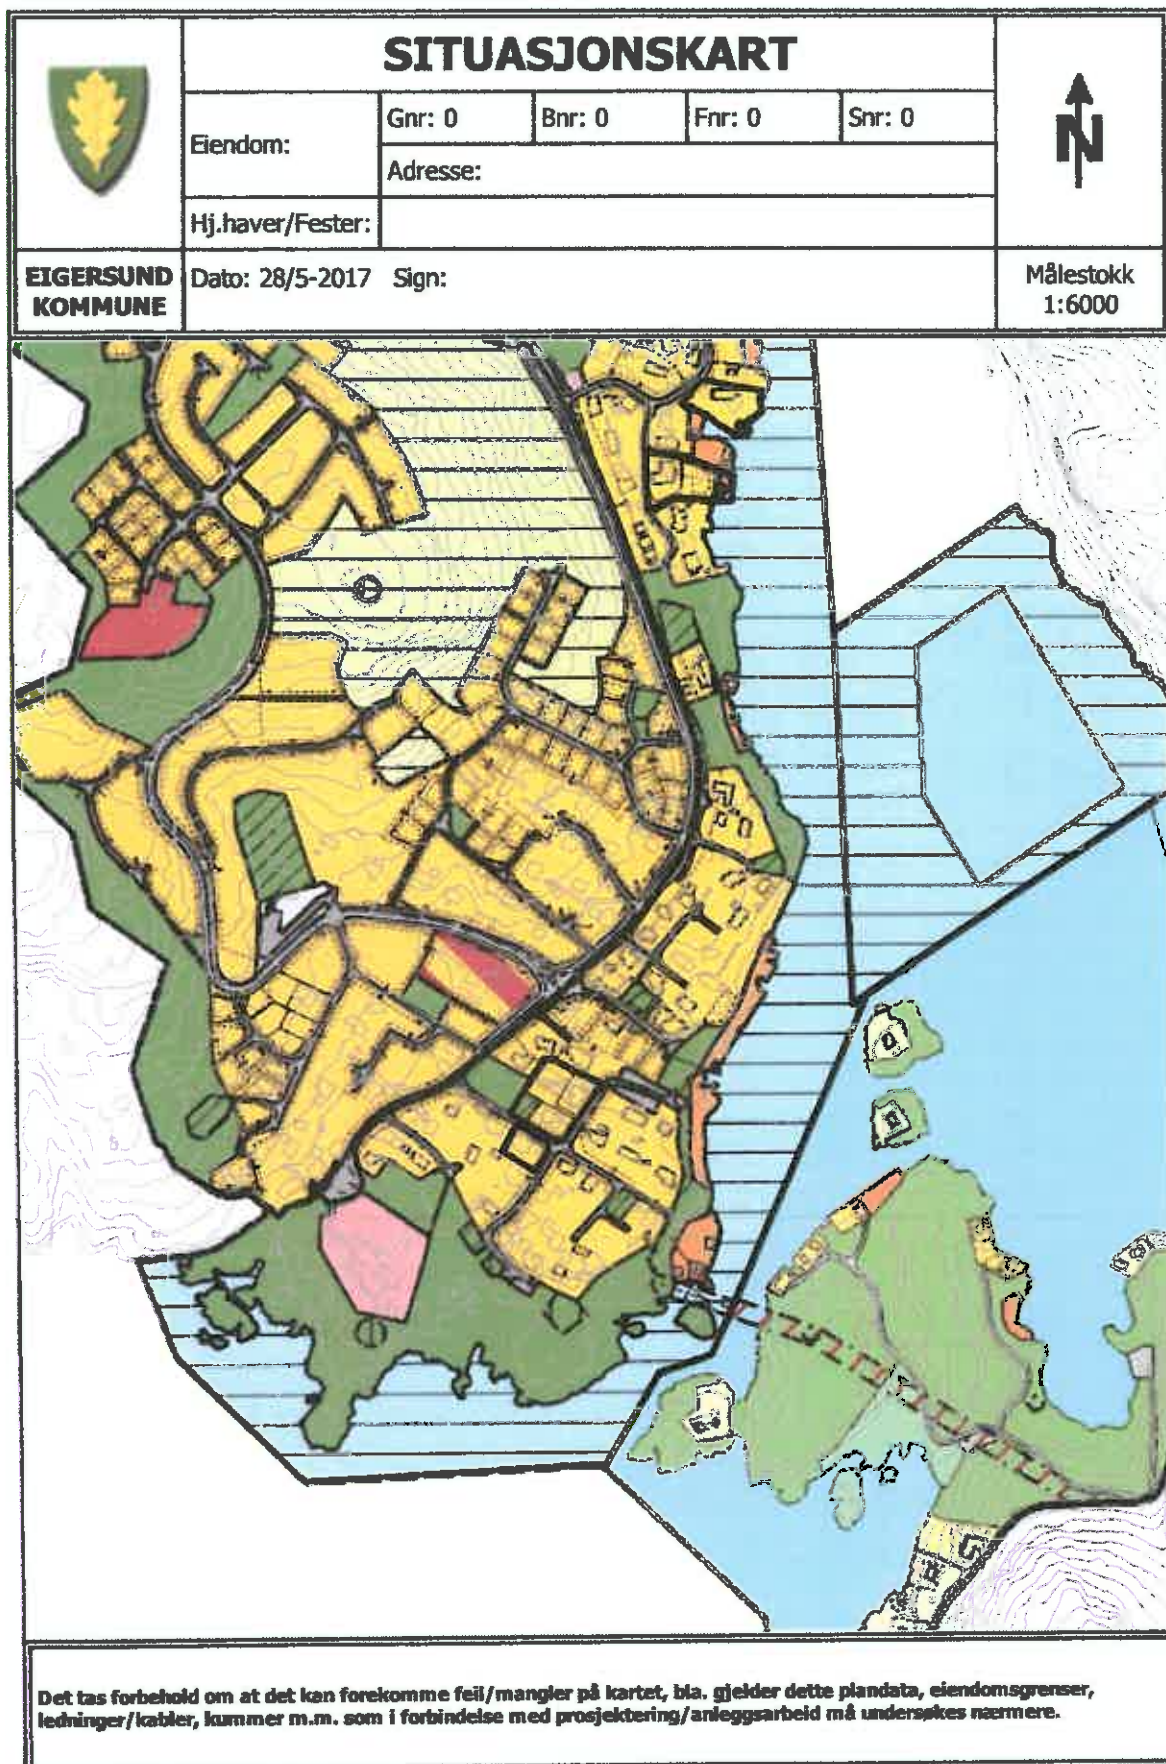 SITUASJONSKART
Eiendom:
Gnr: 0
Bnr: 0
Fnr: 0
Snr: 0
Adresse:
Hj.haver/Fester:
N
EIGERSUND
KOMMUNE
Dato: 28/5-2017 Sign:
Målestokk
1:6000
Det tas forbehold om at det kan forekomme feil/mangler på kartet, bla. gjelder dette plandata, eiendomsgrenser,
ledninger/kabler, kummer m.m. som i forbindelse med prosjektering/anleggsarbeid må undersøkes nærmere.